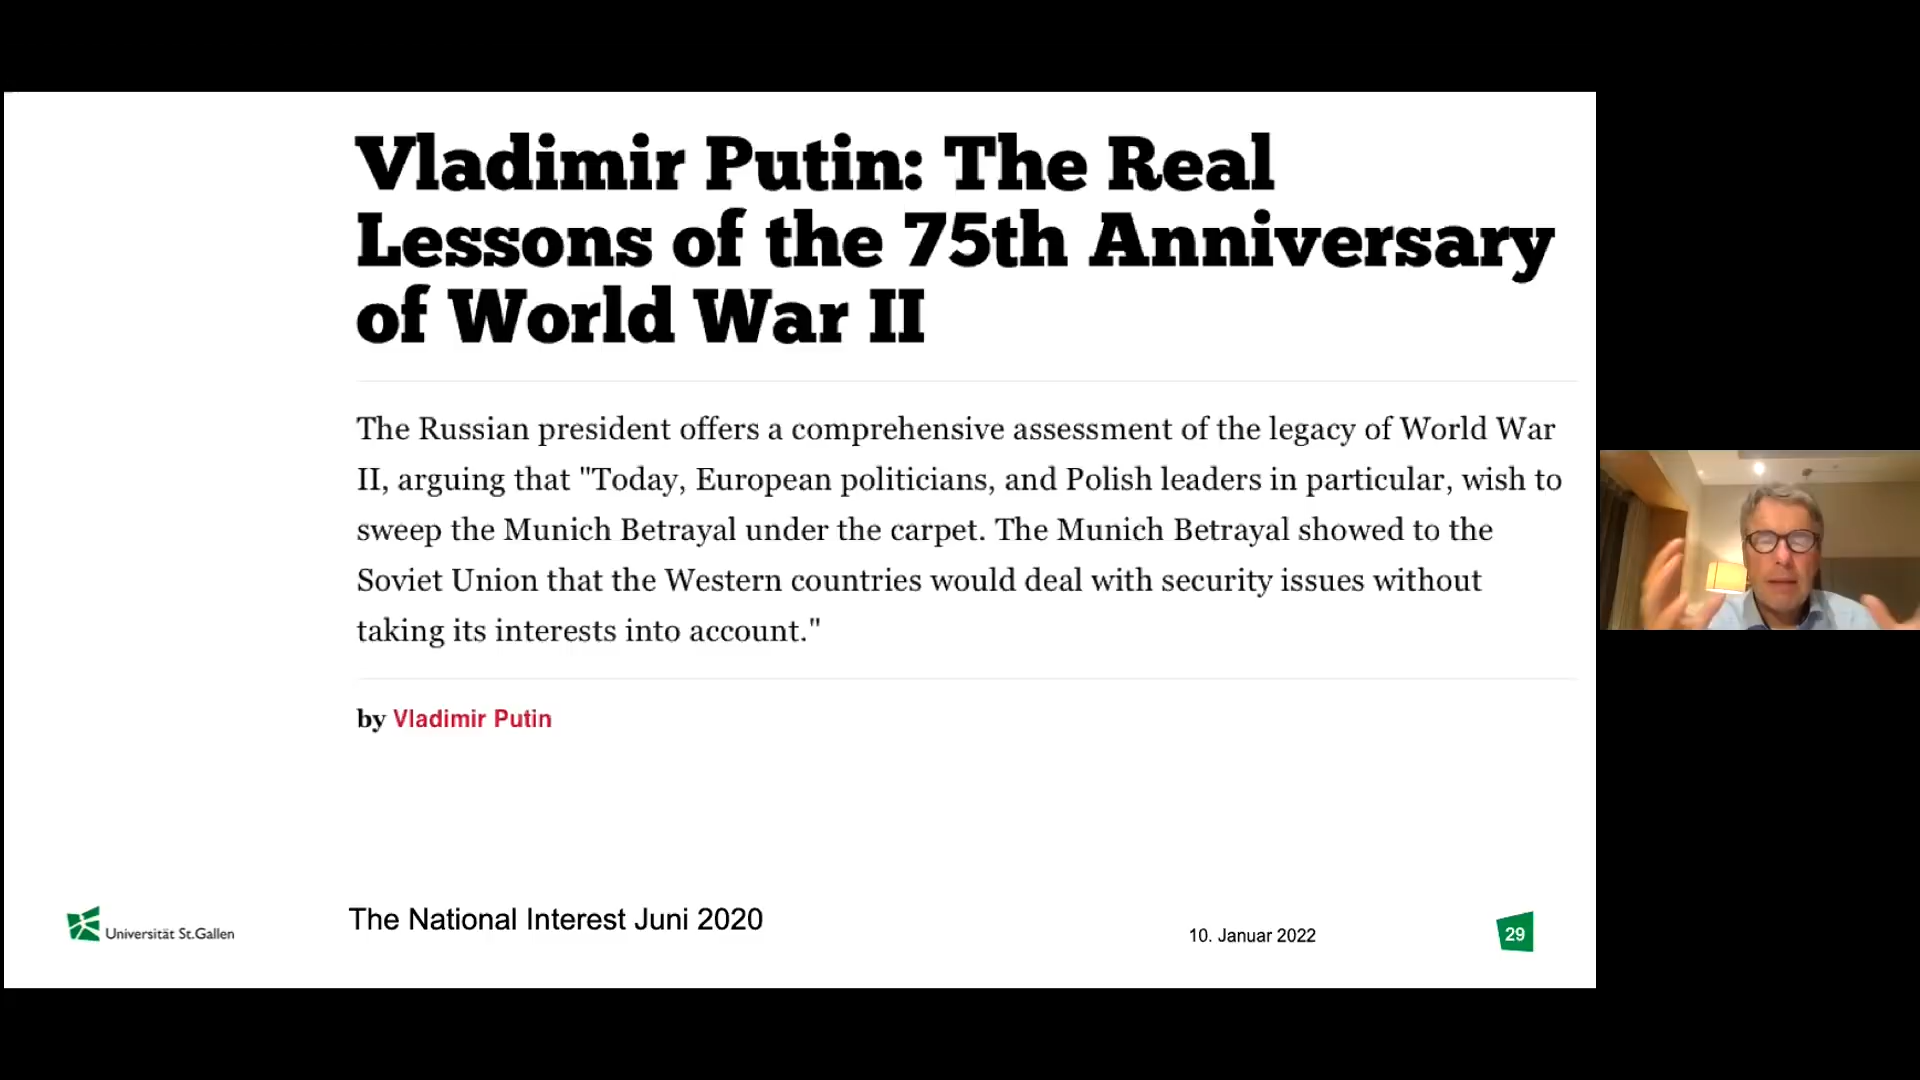 Vladimir Putin: The Real
Lessons of the 75th Anniversary
of World War II
The Russian president offers a comprehensive assessment of the legacy of World War
II, arguing that "Today, European politicians, and Polish leaders in particular, wish to
sweep the Munich Betrayal under the carpet. The Munich Betrayal showed to the
Soviet Union that the Western countries would deal with security issues without
taking its interests into account."
by Vladimir Putin
Universität St.Gallen
The National Interest Juni 2020
10. Januar 2022
29